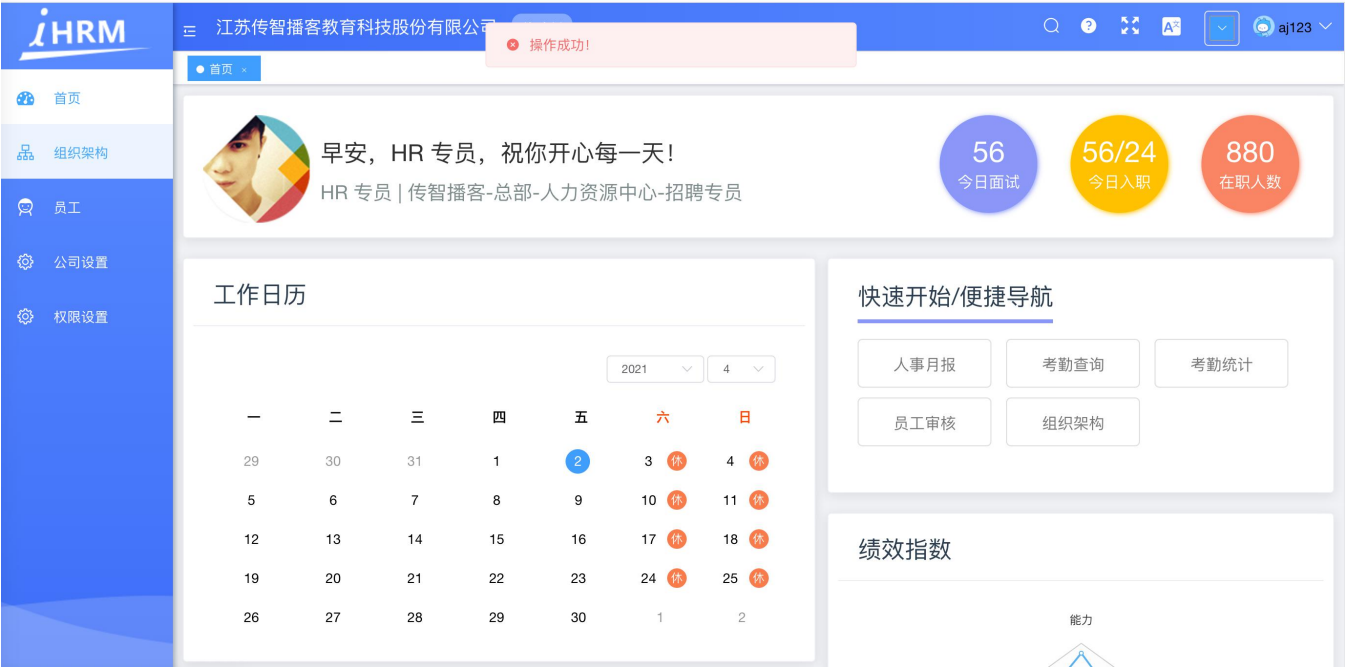 iHRM
江苏传智播客教育科技股份有限公司
操作成功!
aj123
首页
首页
组织架构
员工
公司设置
权限设置
早安，HR 专员，祝你开心每一天!
HR 专员 | 传智播客-总部-人力资源中心-招聘专员
56
今日面试
56/24
今日入职
880
在职人数
工作日历
2021 4
一 二 三 四 五 六 日
29 30 31 1 2 3 休 4 休
5 6 7 8 9 10 休 11 休
12 13 14 15 16 17 休 18 休
19 20 21 22 23 24 休 25 休
26 27 28 29 30 1 2
快速开始/便捷导航
人事月报 考勤查询 考勤统计
员工审核 组织架构
绩效指数
能力